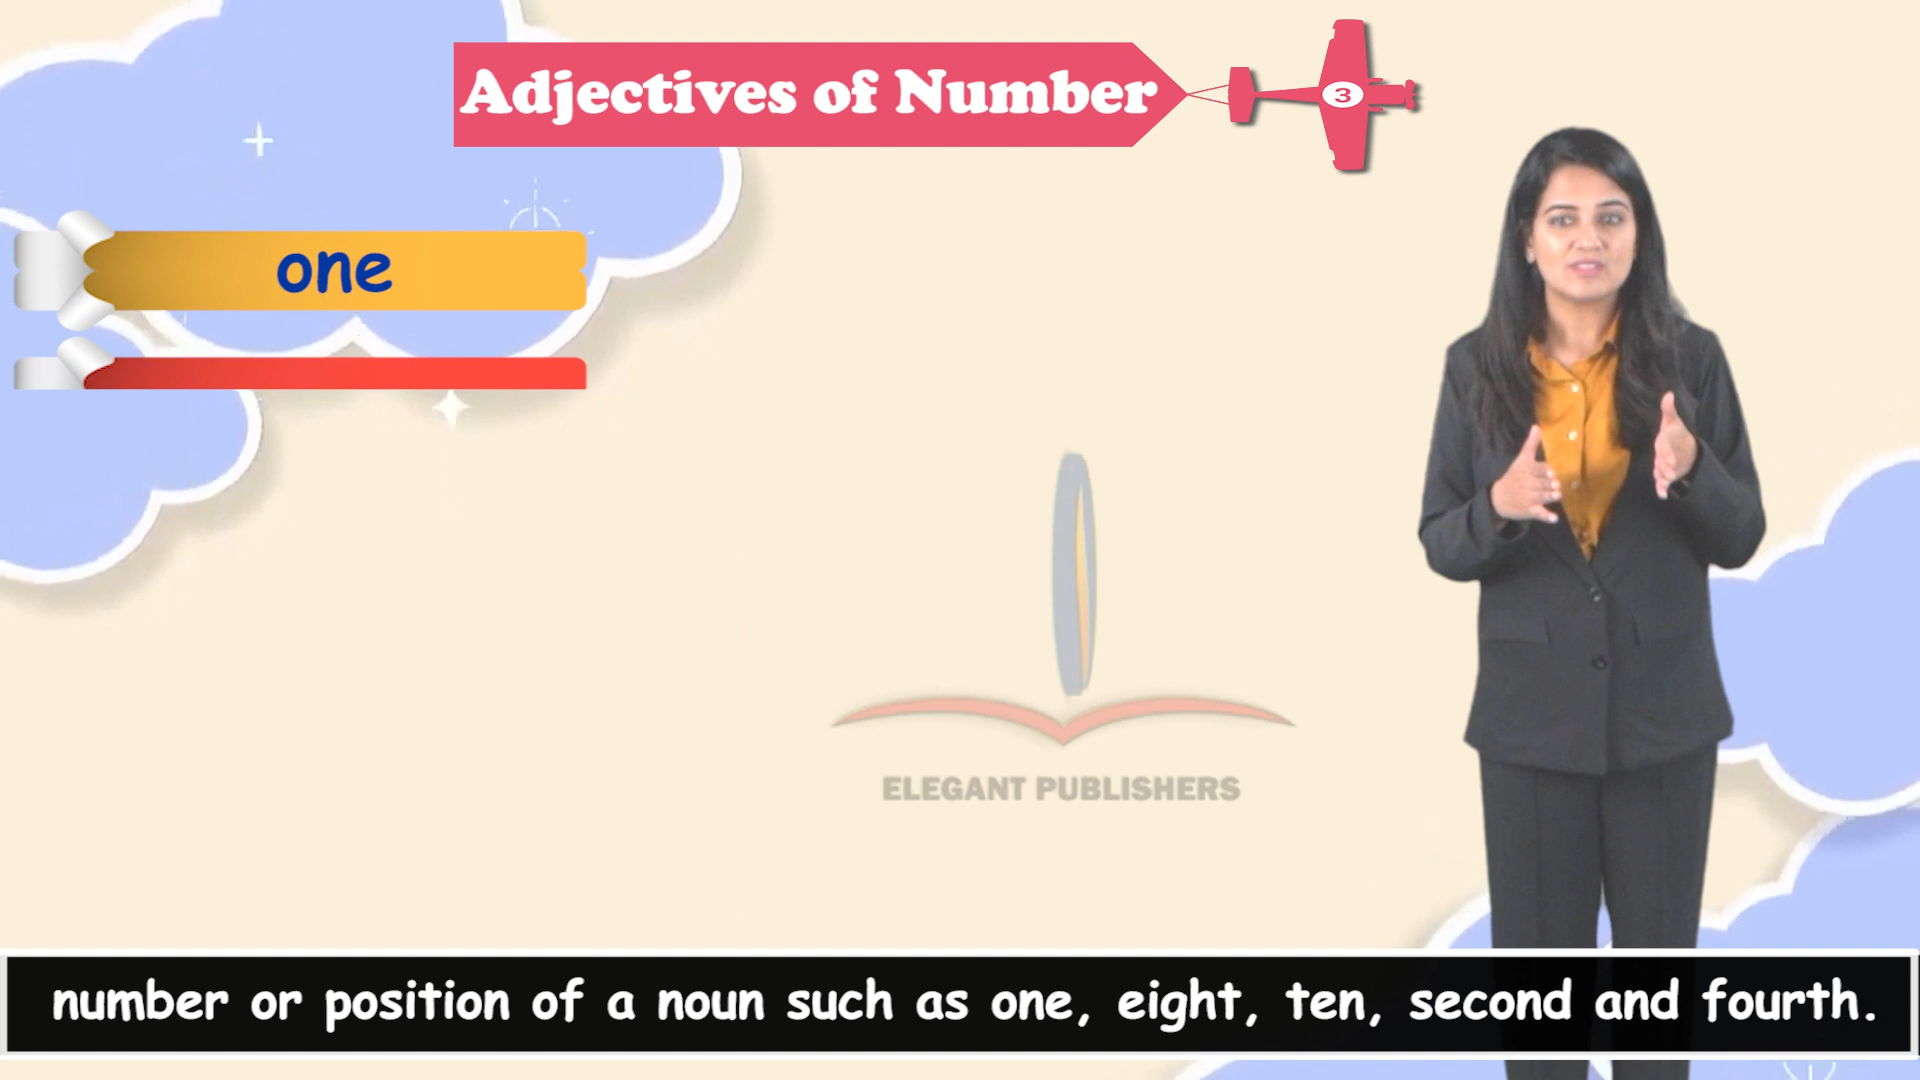 Adjectives of Number
3
one
ELEGANT PUBLISHERS
number or position of a noun such as one, eight, ten, second and fourth.